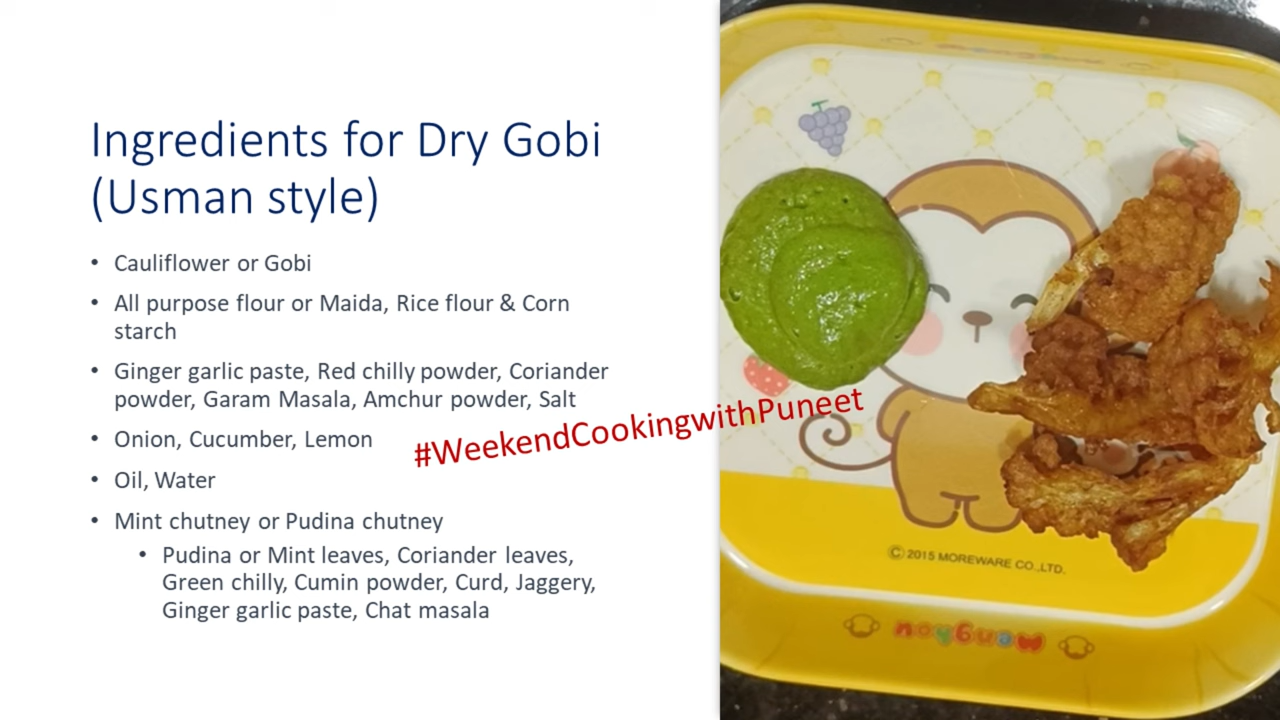 Ingredients for Dry Gobi
(Usman style)
• Cauliflower or Gobi
• All purpose flour or Maida, Rice flour & Corn
starch
• Ginger garlic paste, Red chilly powder, Coriander
powder, Garam Masala, Amchur powder, Salt
• Onion, Cucumber, Lemon
• Oil, Water
• Mint chutney or Pudina chutney
• Pudina or Mint leaves, Coriander leaves,
Green chilly, Cumin powder, Curd, Jaggery,
Ginger garlic paste, Chat masala
#WeekendCookingwithPuneet
© 2015 MOREWARE CO.,LTD.